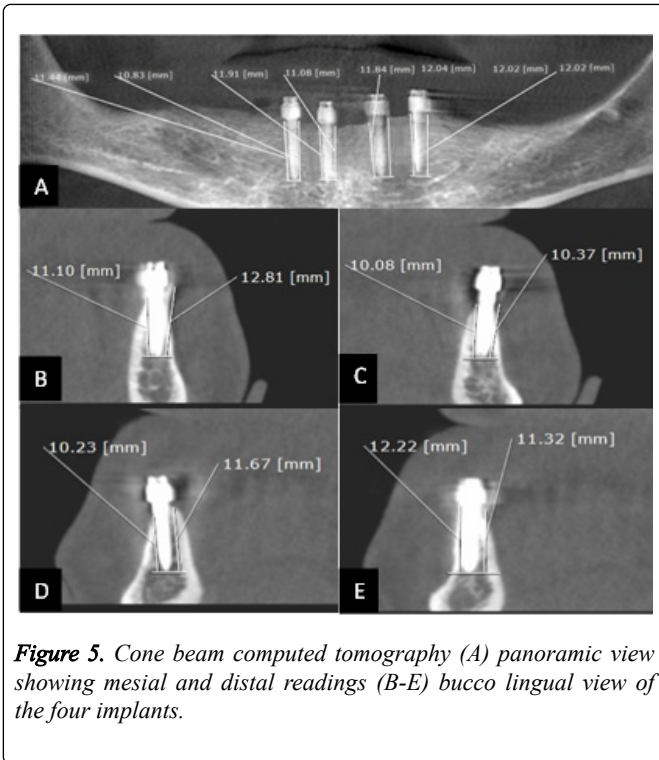 11.44 [mm] 10.83 [mm] 11.91 [mm] 11.08 [mm] 11.84 [mm] 12.04 [mm] 12.02 [mm] 12.02 [mm]
A
11.10 [mm] 12.81 [mm]
B
10.08 [mm] 10.37 [mm]
C
10.23 [mm] 11.67 [mm]
D
12.22 [mm] 11.32 [mm]
E
Figure 5. Cone beam computed tomography (A) panoramic view
showing mesial and distal readings (B-E) bucco lingual view of
the four implants.